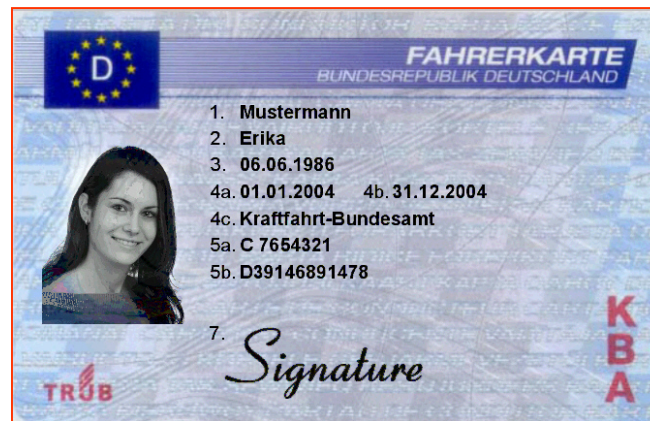 D
FAHRERKARTE
BUNDESREPUBLIK DEUTSCHLAND
1. Mustermann
2. Erika
3. 06.06.1986
4a. 01.01.2004 4b. 31.12.2004
4c. Kraftfahrt-Bundesamt
5a. C 7654321
5b. D39146891478
7. Signature
TRÜB
KBA